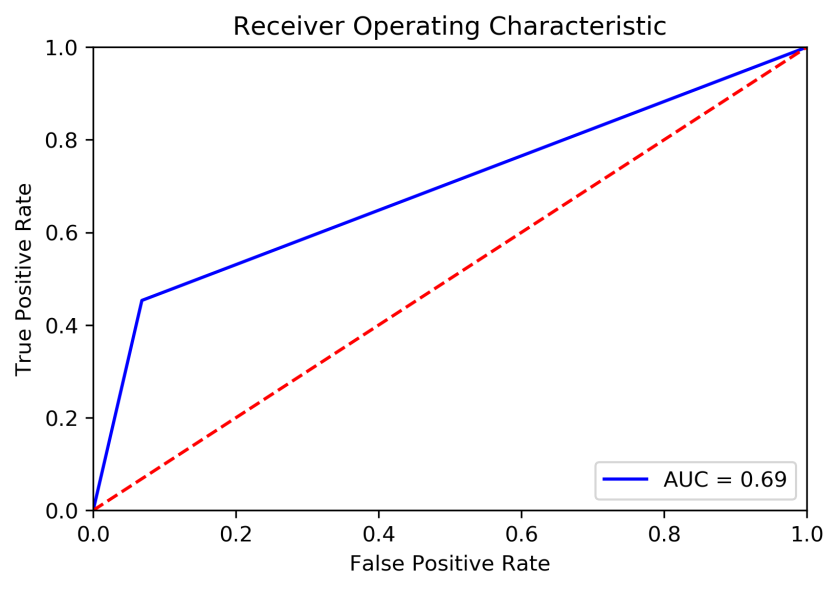 Receiver Operating Characteristic
1.0
0.8
0.6
0.4
0.2
0.0
True Positive Rate
AUC = 0.69
0.0 0.2 0.4 0.6 0.8 1.0
False Positive Rate